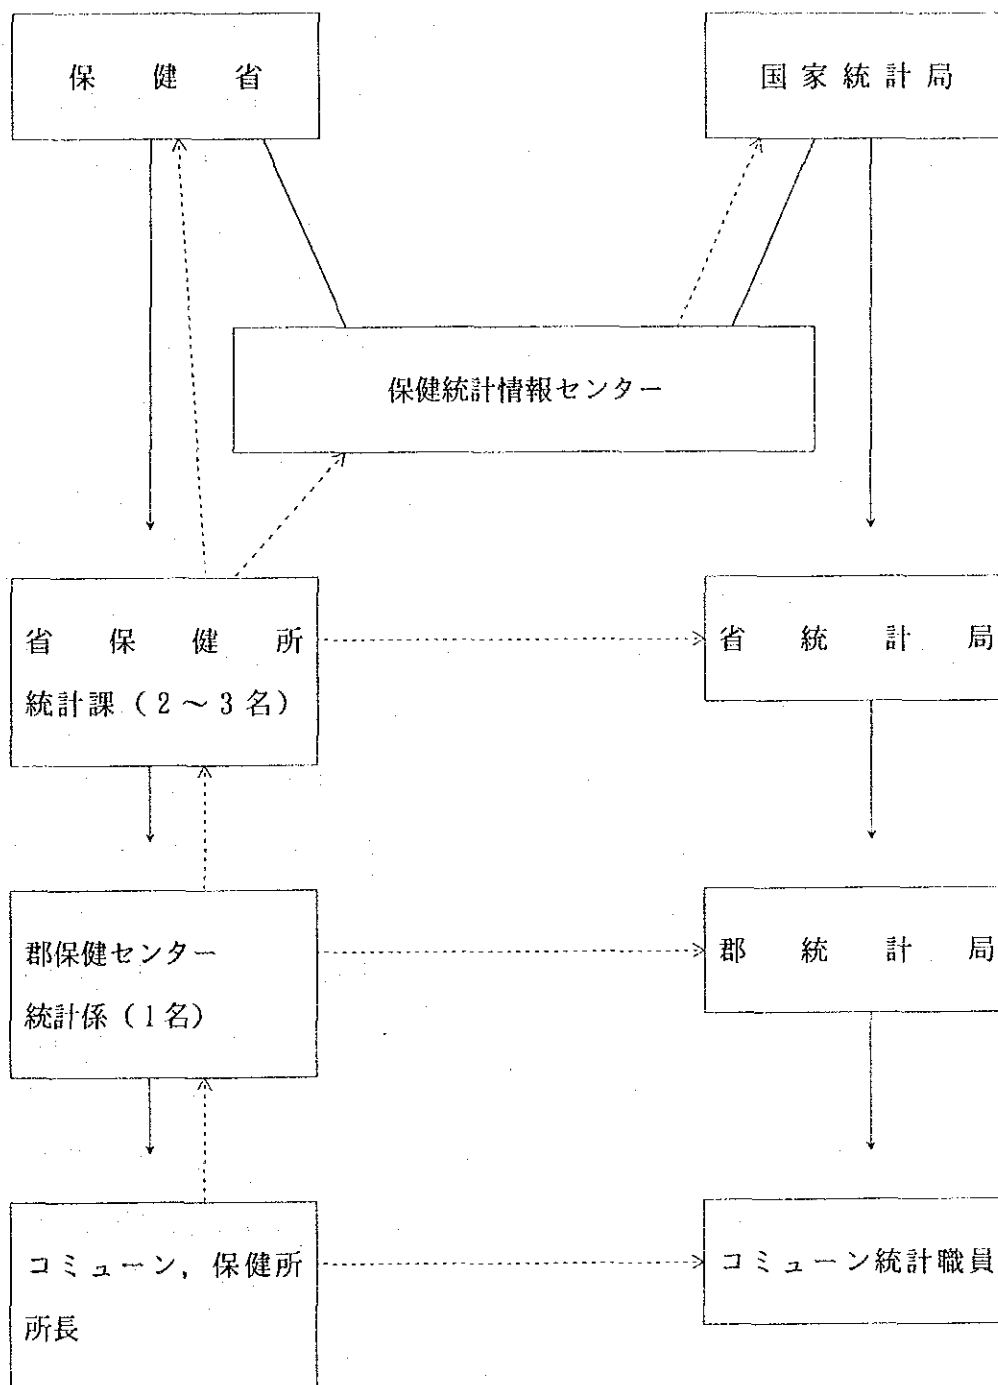 保健省
国家統計局
保健統計情報センター
省保健所
統計課(2～3名)
省統計局
郡保健センター
統計係(1名)
郡統計局
コミューン,保健所
所長
コミューン統計職員